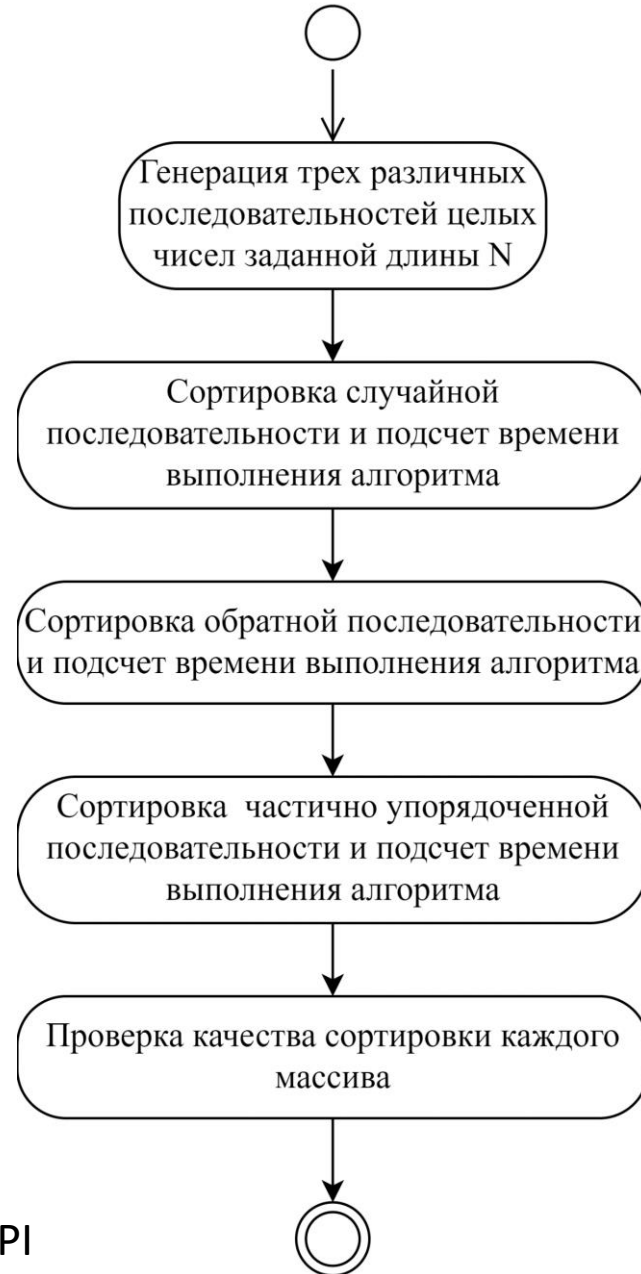 Генерация трех различных
последовательностей целых
чисел заданной длины N
Сортировка случайной
последовательности и подсчет времени
выполнения алгоритма
Сортировка обратной последовательности
и подсчет времени выполнения алгоритма
Сортировка частично упорядоченной
последовательности и подсчет времени
выполнения алгоритма
Проверка качества сортировки каждого
массива
PI